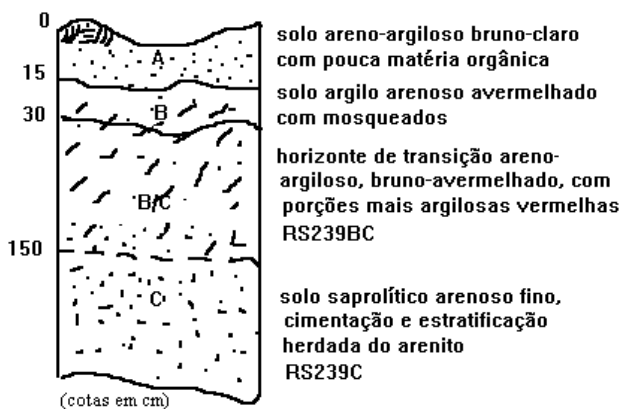 0
solo areno-argiloso bruno-claro
com pouca matéria orgânica
A
15
solo argilo arenoso avermelhado
com mosqueados
B
30
horizonte de transição areno-
argiloso, bruno-avermelhado, com
porções mais argilosas vermelhas
RS239BC
B/C
150
C
solo saprolítico arenoso fino,
cimentação e estratificação
herdada do arenito
RS239C
(cotas em cm)